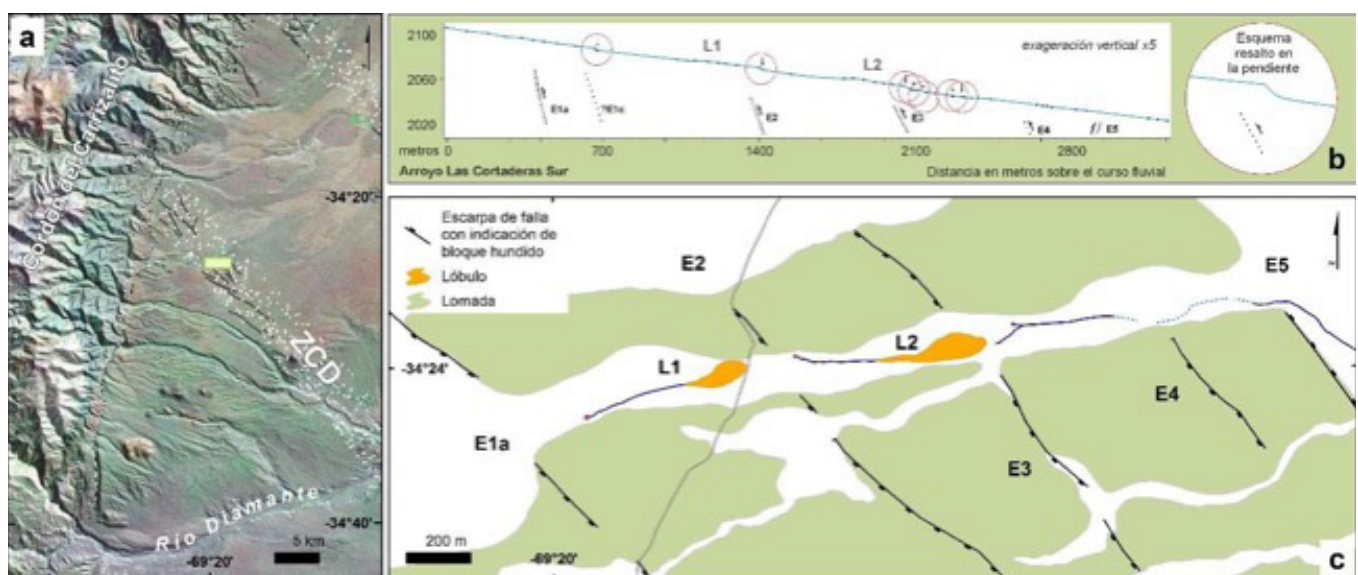 a
Cordón del Carrizalito
-34°20'
ZCD
Río Diamante
-34°40'
-69°20'
5 km
2100
2060
2020
L1
L2
exageración vertical x5
E1a
?E1c
E2
E3
E4
f/ E5
metros
0
700
1400
2100
2800
Arroyo Las Cortaderas Sur
Distancia en metros sobre el curso fluvial
Esquema
resalto en
la pendiente
b
Escarpa de falla
con indicación de
bloque hundido
Lóbulo
Lomada
E2
E5
L1
L2
-34°24'
E4
E1a
E3
200 m
-69°20'
c